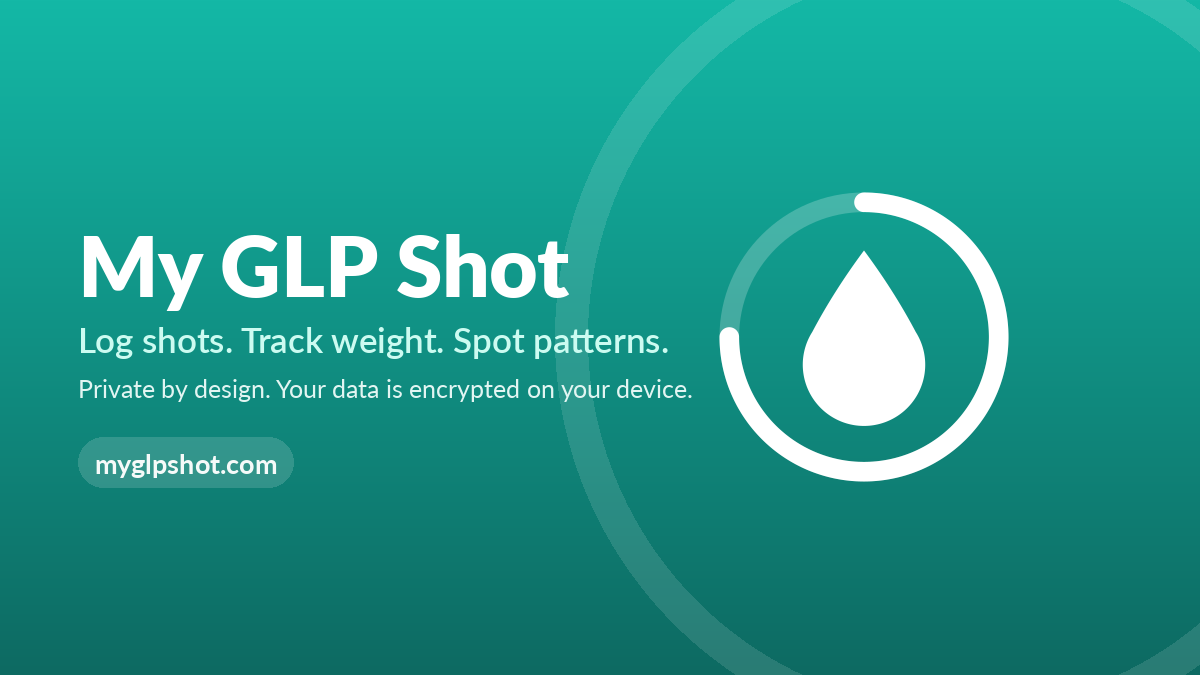 My GLP Shot
Log shots. Track weight. Spot patterns.
Private by design. Your data is encrypted on your device.
myglpshot.com